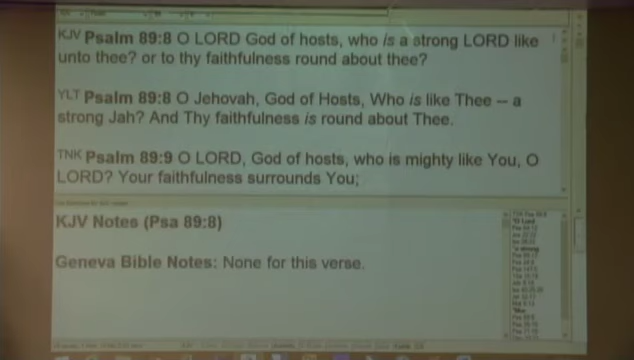 KJV Psalm 89:8 O LORD God of hosts, who is a strong LORD like
unto thee? or to thy faithfulness round about thee?
YLT Psalm 89:8 O Jehovah, God of Hosts, Who is like Thee -- a
strong Jah? And Thy faithfulness is round about Thee.
TNK Psalm 89:9 O LORD, God of hosts, who is mighty like You, O
LORD? Your faithfulness surrounds You;
KJV Notes (Psa 89:8)
Geneva Bible Notes: None for this verse.